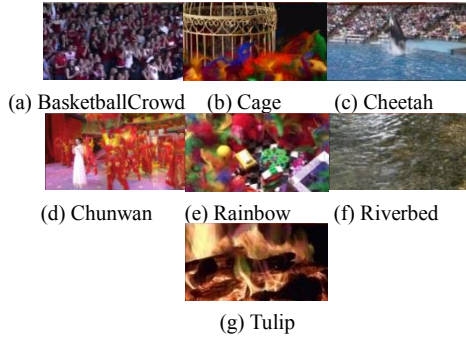 (a) BasketballCrowd (b) Cage (c) Cheetah
(d) Chunwan (e) Rainbow (f) Riverbed
(g) Tulip